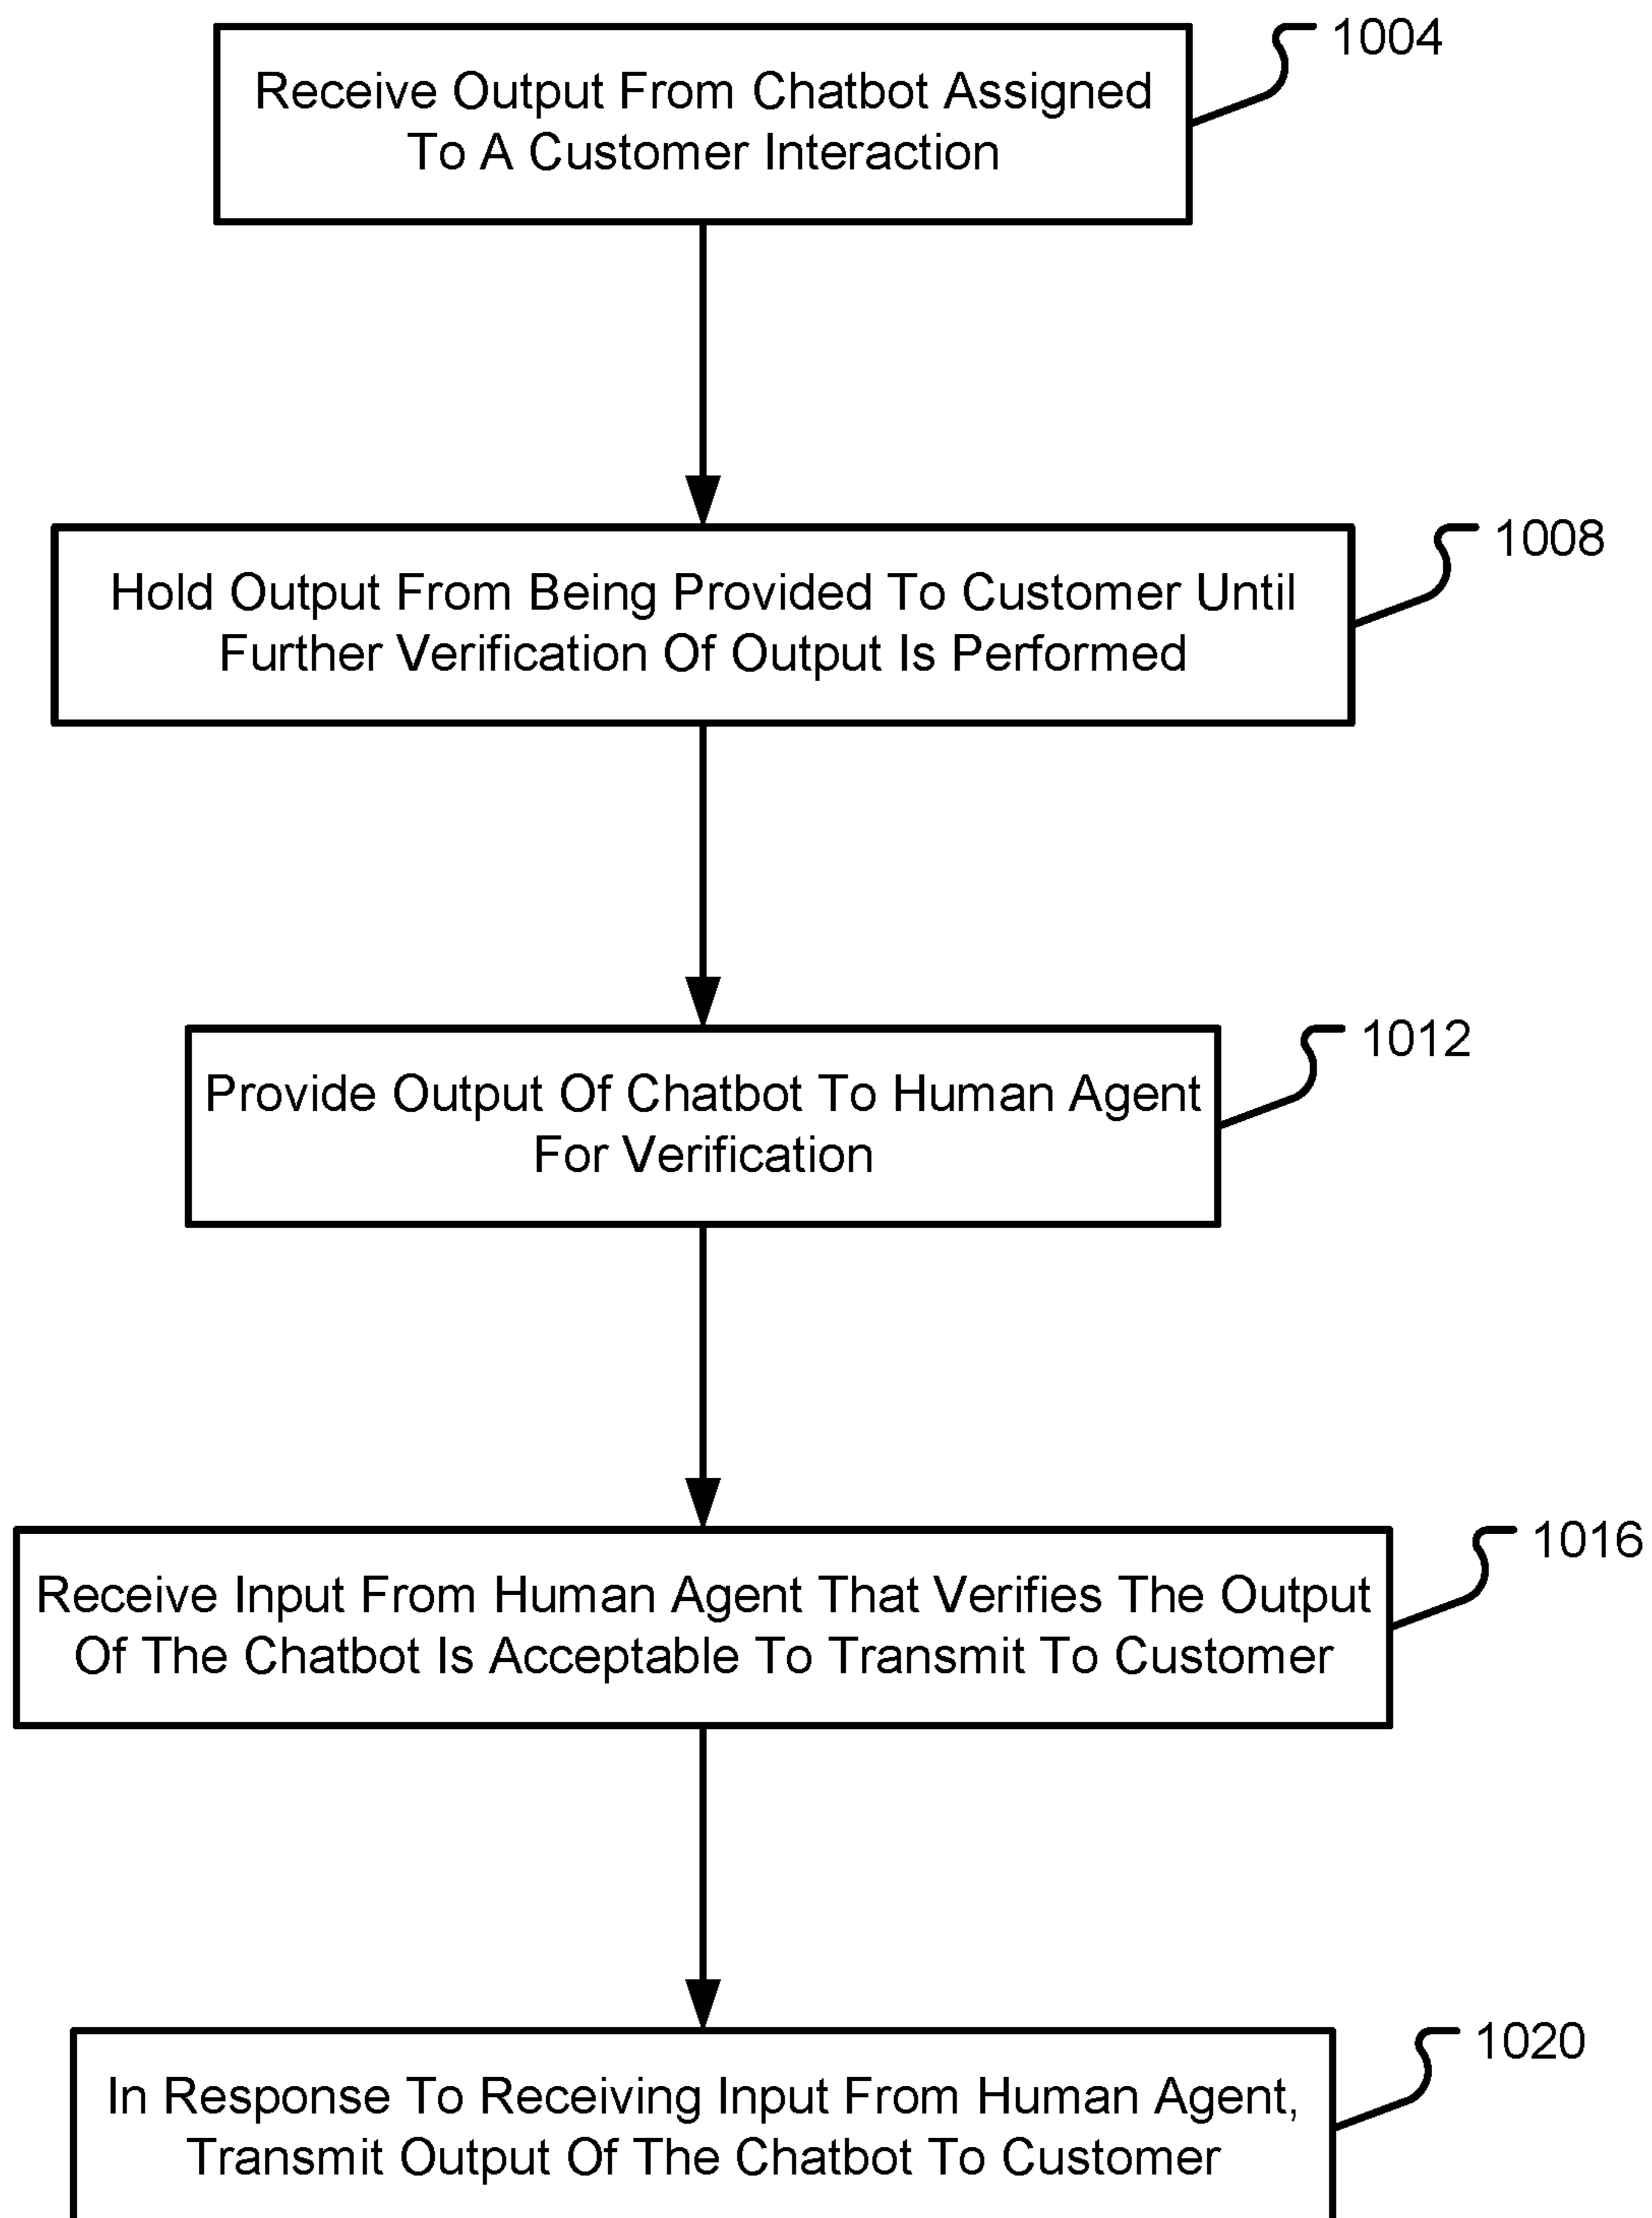 1004
Receive Output From Chatbot Assigned
To A Customer Interaction
1008
Hold Output From Being Provided To Customer Until
Further Verification Of Output Is Performed
1012
Provide Output Of Chatbot To Human Agent
For Verification
1016
Receive Input From Human Agent That Verifies The Output
Of The Chatbot Is Acceptable To Transmit To Customer
1020
In Response To Receiving Input From Human Agent,
Transmit Output Of The Chatbot To Customer